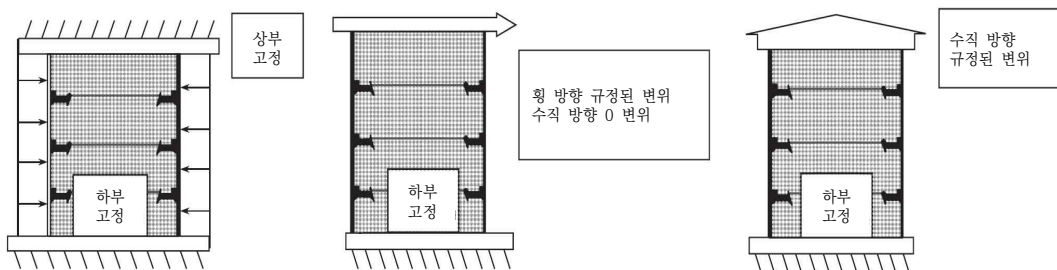 상부
고정
하부
고정
횡 방향 규정된 변위
수직 방향 0 변위
하부
고정
수직 방향
규정된 변위
하부
고정